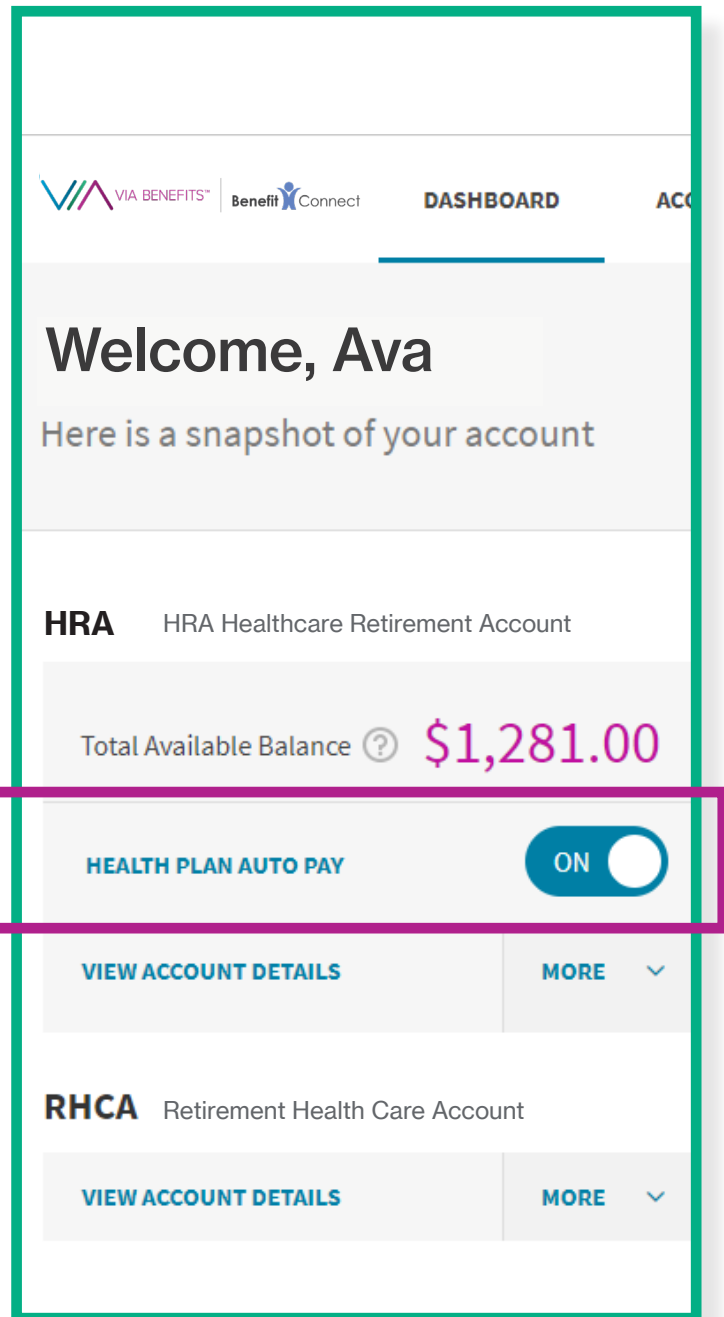 VIA BENEFITS™ Benefit Connect DASHBOARD ACC
Welcome, Ava
Here is a snapshot of your account
HRA HRA Healthcare Retirement Account
Total Available Balance ? $1,281.00
HEALTH PLAN AUTO PAY ON
VIEW ACCOUNT DETAILS MORE
RHCA Retirement Health Care Account
VIEW ACCOUNT DETAILS MORE